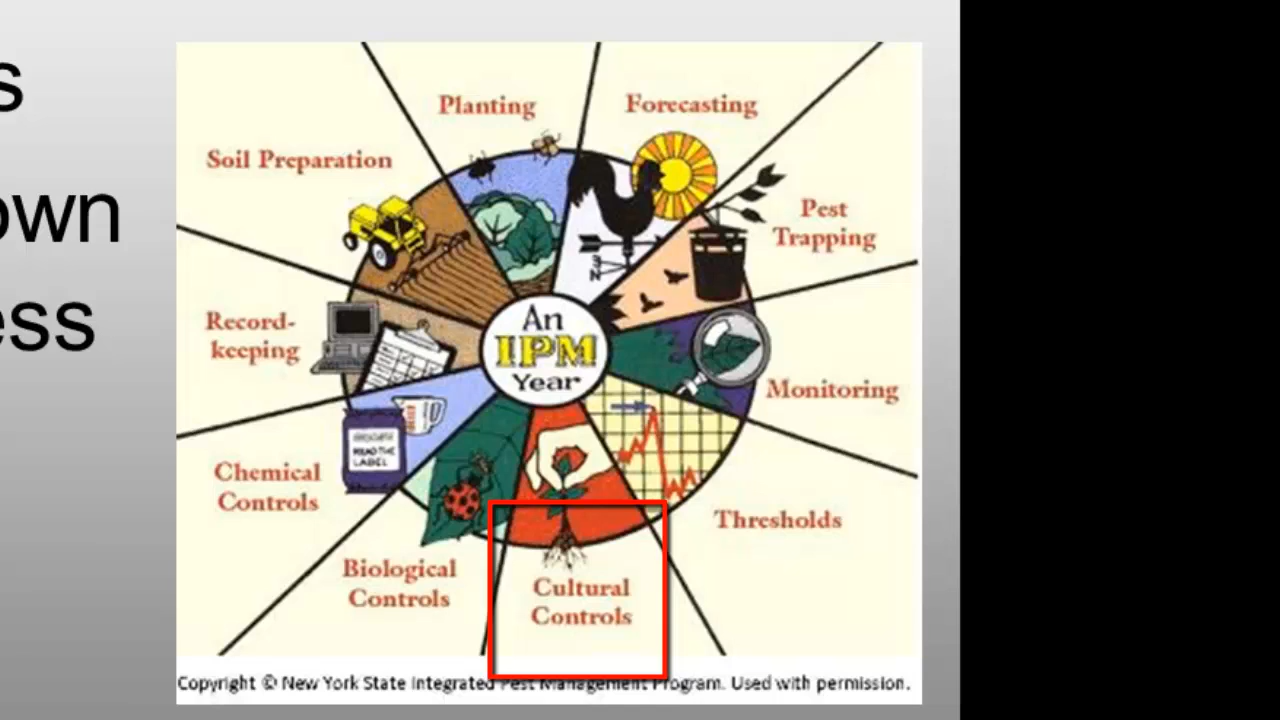 s
own
ess
Planting
Forecasting
Soil Preparation
Pest
Trapping
Record-
keeping
An
IPM
Year
Monitoring
READ THE
LABEL
Chemical
Controls
Thresholds
Biological
Controls
Cultural
Controls
Copyright © New York State Integrated Pest Management Program. Used with permission.